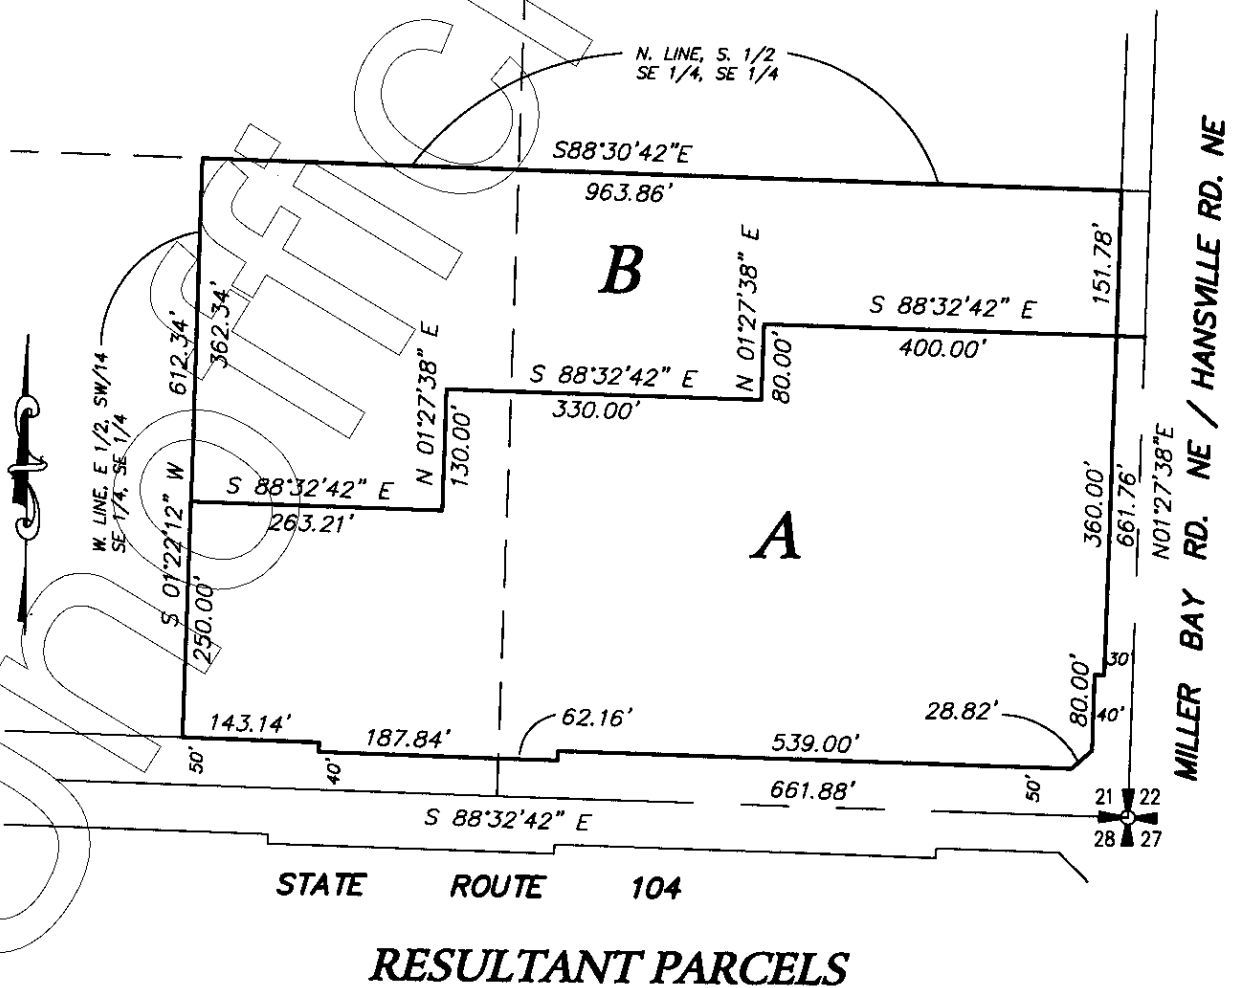 N. LINE, S. 1/2
SE 1/4, SE 1/4
S88°30'42"E
963.86'
B
N 01°27'38" E
80.00'
S 88°32'42" E
400.00'
151.78'
612.34'
362.34'
W. LINE, E 1/2, SW/14
SE 1/4, SE 1/4
N 01°27'38" E
130.00'
S 88°32'42" E
330.00'
S 88°32'42" E
263.21'
S 01°22'12" W
250.00'
A
360.00'
661.76'
N01°27'38"E
MILLER BAY RD. NE / HANSVILLE RD. NE
30'
80.00'
40'
143.14'
187.84'
62.16'
539.00'
28.82'
50'
40'
50'
661.88'
S 88°32'42" E
21 22
28 27
STATE ROUTE 104
RESULTANT PARCELS
Unoffic